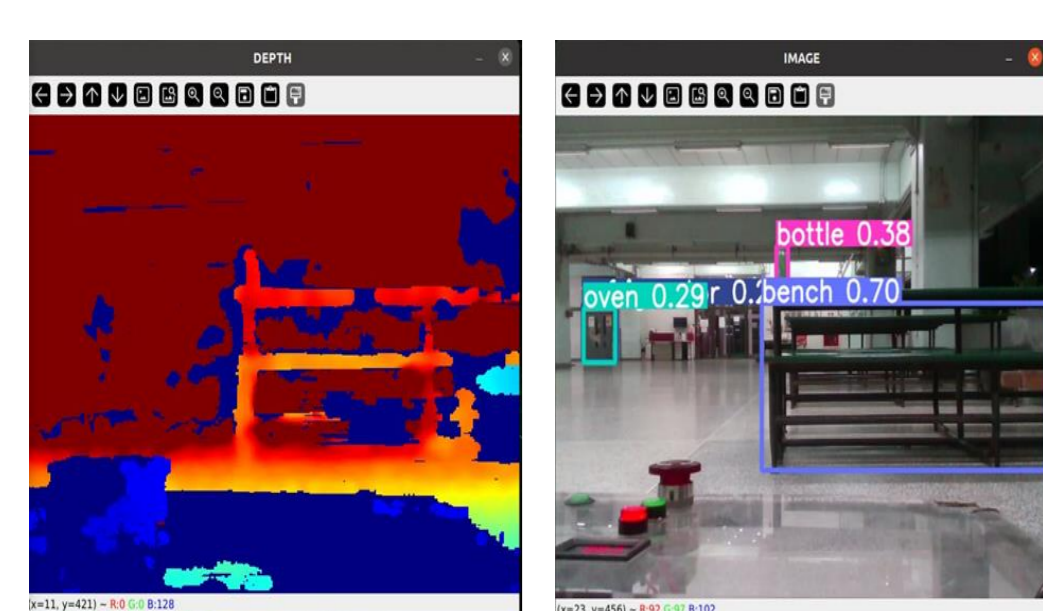 DEPTH
(x=11, y=421) ~ R:0 G:0 B:128
IMAGE
bottle 0.38
oven 0.29
bench 0.70
(x=23, y=456) ~ R:92 G:97 B:102